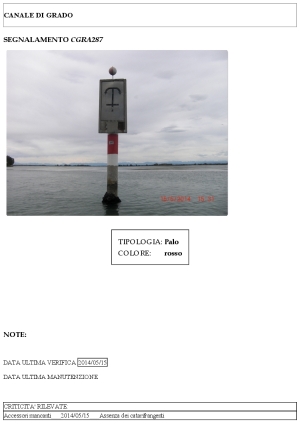 CANALE DI GRADO
SEGNALAMENTO CGRA287
TIPOLOGIA: Palo
COLORE: rosso
NOTE:
DATA ULTIMA VERIFICA 2014/05/15
DATA ULTIMA MANUTENZIONE
CRITICITA' RILEVATE
Accessori mancanti 2014/05/15 Assenza dei catarifrangenti